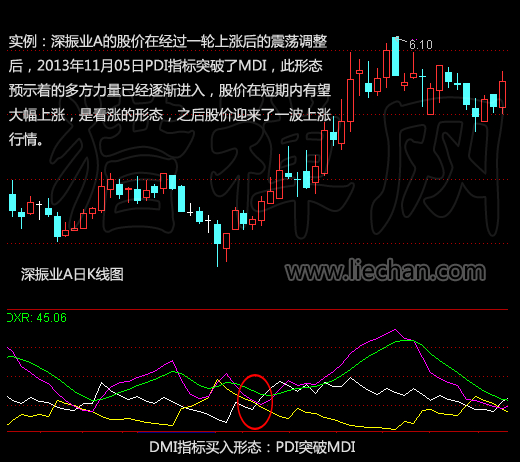 6.10
实例：深振业A的股价在经过一轮上涨后的震荡调整
后，2013年11月05日PDI指标突破了MDI，此形态
预示着的多方力量已经逐渐进入，股价在短期内有望
大幅上涨，是看涨的形态，之后股价迎来了一波上涨
行情。
猎禅网
深振业A日K线图
www.liechan.com
DXR: 45.06
DMI指标买入形态：PDI突破MDI